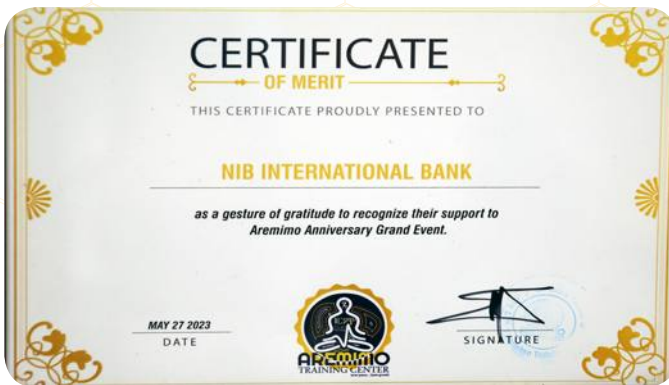 CERTIFICATE
OF MERIT
THIS CERTIFICATE PROUDLY PRESENTED TO
NIB INTERNATIONAL BANK
as a gesture of gratitude to recognize their support to
Aremimo Anniversary Grand Event.
MAY 27 2023
DATE
AREMIMO
TRAINING CENTER
SIGNATURE